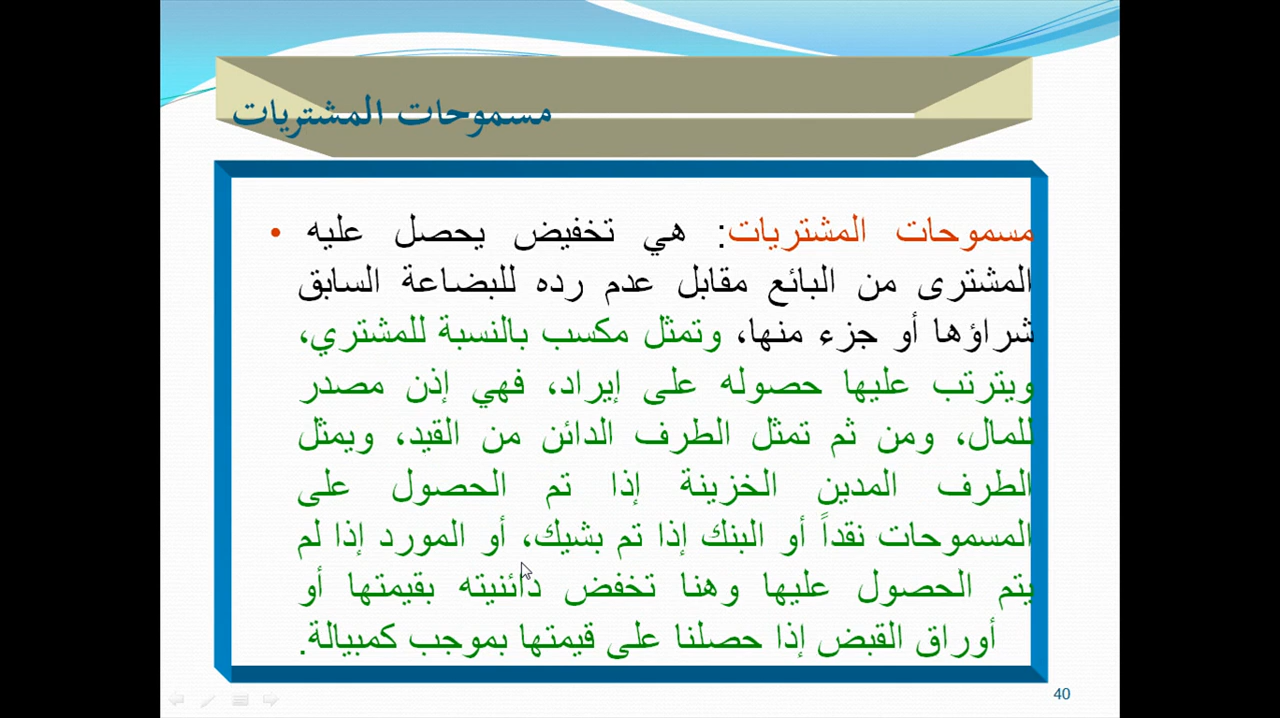 مسموحات المشتريات
• مسموحات المشتريات: هي تخفيض يحصل عليه
المشترى من البائع مقابل عدم رده للبضاعة السابق
شراؤها أو جزء منها، وتمثل مكسب بالنسبة للمشتري،
ويترتب عليها حصوله على إيراد، فهي إذن مصدر
للمال، ومن ثم تمثل الطرف الدائن من القيد، ويمثل
الطرف المدين الخزينة إذا تم الحصول على
المسموحات نقداً أو البنك إذا تم بشيك، أو المورد إذا لم
يتم الحصول عليها وهنا تخفض دائنيته بقيمتها أو
أوراق القبض إذا حصلنا على قيمتها بموجب كمبيالة.
40